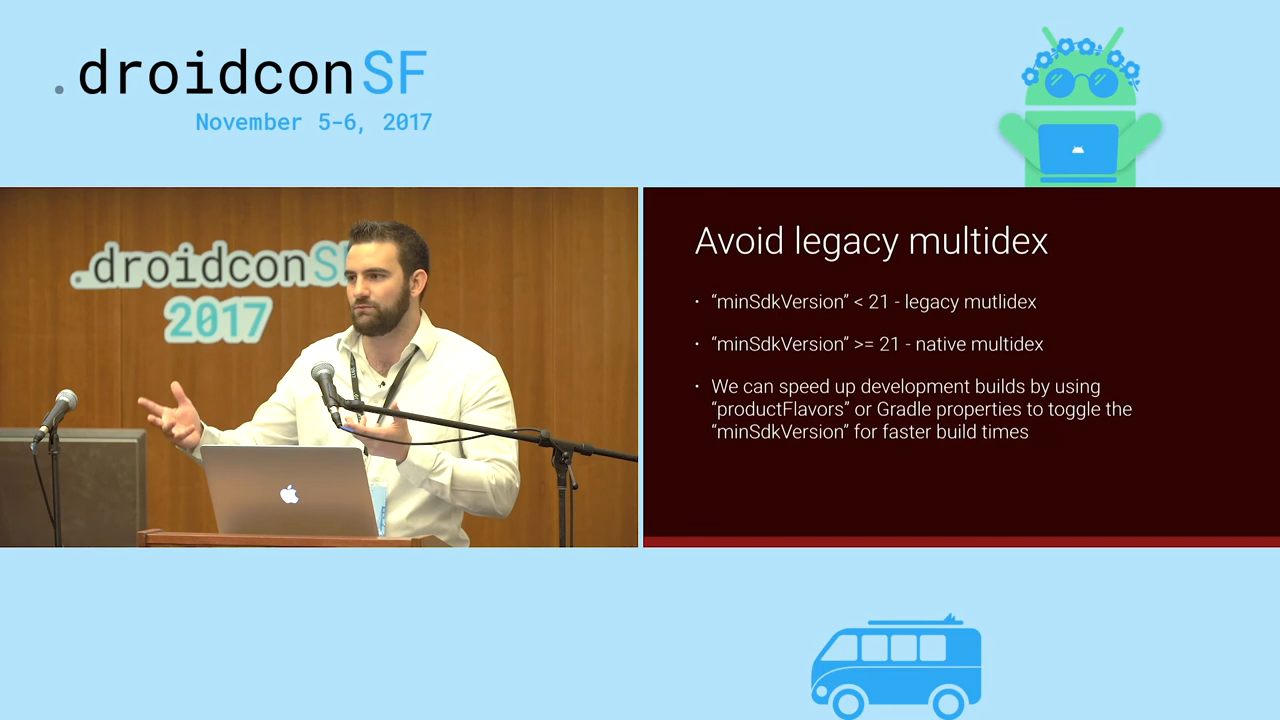 .droidconSF
November 5-6, 2017
.droidconS
2017
Avoid legacy multidex
• “minSdkVersion” < 21 - legacy mutlidex
• “minSdkVersion” >= 21 - native multidex
• We can speed up development builds by using
“productFlavors” or Gradle properties to toggle the
“minSdkVersion” for faster build times